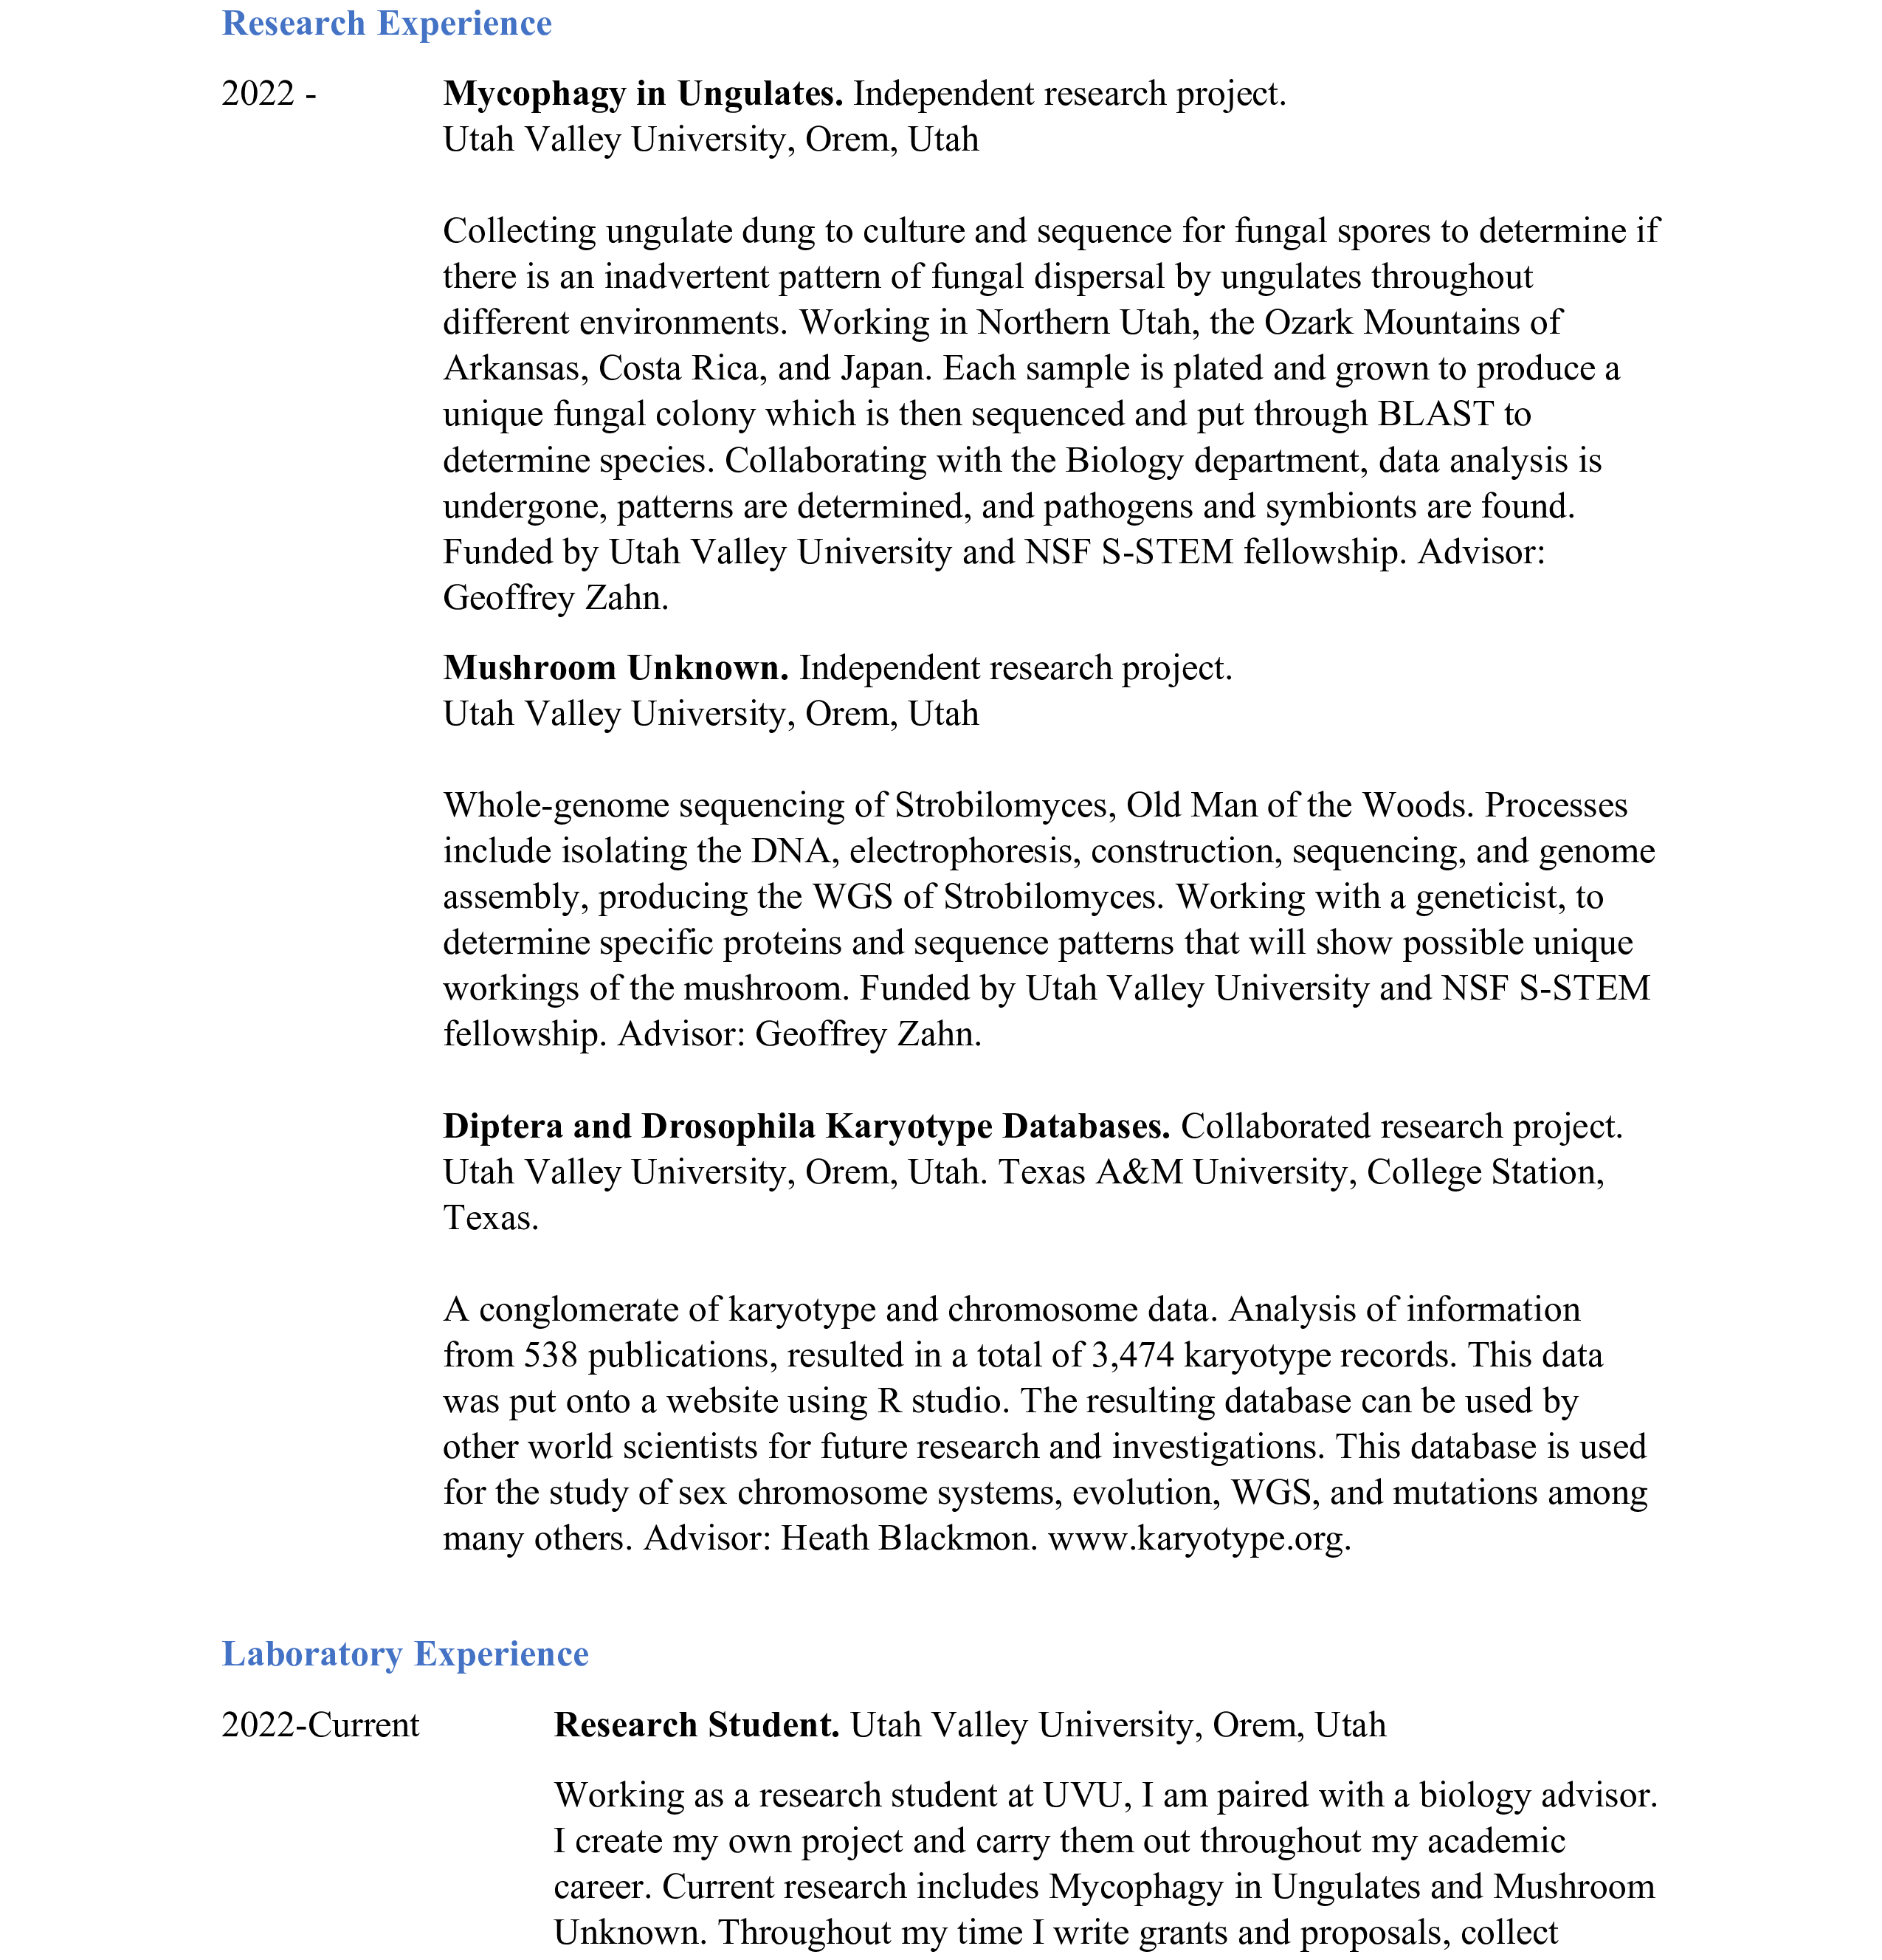 Research Experience
2022 - Mycophagy in Ungulates. Independent research project.
Utah Valley University, Orem, Utah
Collecting ungulate dung to culture and sequence for fungal spores to determine if
there is an inadvertent pattern of fungal dispersal by ungulates throughout
different environments. Working in Northern Utah, the Ozark Mountains of
Arkansas, Costa Rica, and Japan. Each sample is plated and grown to produce a
unique fungal colony which is then sequenced and put through BLAST to
determine species. Collaborating with the Biology department, data analysis is
undergone, patterns are determined, and pathogens and symbionts are found.
Funded by Utah Valley University and NSF S-STEM fellowship. Advisor:
Geoffrey Zahn.
Mushroom Unknown. Independent research project.
Utah Valley University, Orem, Utah
Whole-genome sequencing of Strobilomyces, Old Man of the Woods. Processes
include isolating the DNA, electrophoresis, construction, sequencing, and genome
assembly, producing the WGS of Strobilomyces. Working with a geneticist, to
determine specific proteins and sequence patterns that will show possible unique
workings of the mushroom. Funded by Utah Valley University and NSF S-STEM
fellowship. Advisor: Geoffrey Zahn.
Diptera and Drosophila Karyotype Databases. Collaborated research project.
Utah Valley University, Orem, Utah. Texas A&M University, College Station,
Texas.
A conglomerate of karyotype and chromosome data. Analysis of information
from 538 publications, resulted in a total of 3,474 karyotype records. This data
was put onto a website using R studio. The resulting database can be used by
other world scientists for future research and investigations. This database is used
for the study of sex chromosome systems, evolution, WGS, and mutations among
many others. Advisor: Heath Blackmon. www.karyotype.org.
Laboratory Experience
2022-Current Research Student. Utah Valley University, Orem, Utah
Working as a research student at UVU, I am paired with a biology advisor.
I create my own project and carry them out throughout my academic
career. Current research includes Mycophagy in Ungulates and Mushroom
Unknown. Throughout my time I write grants and proposals, collect